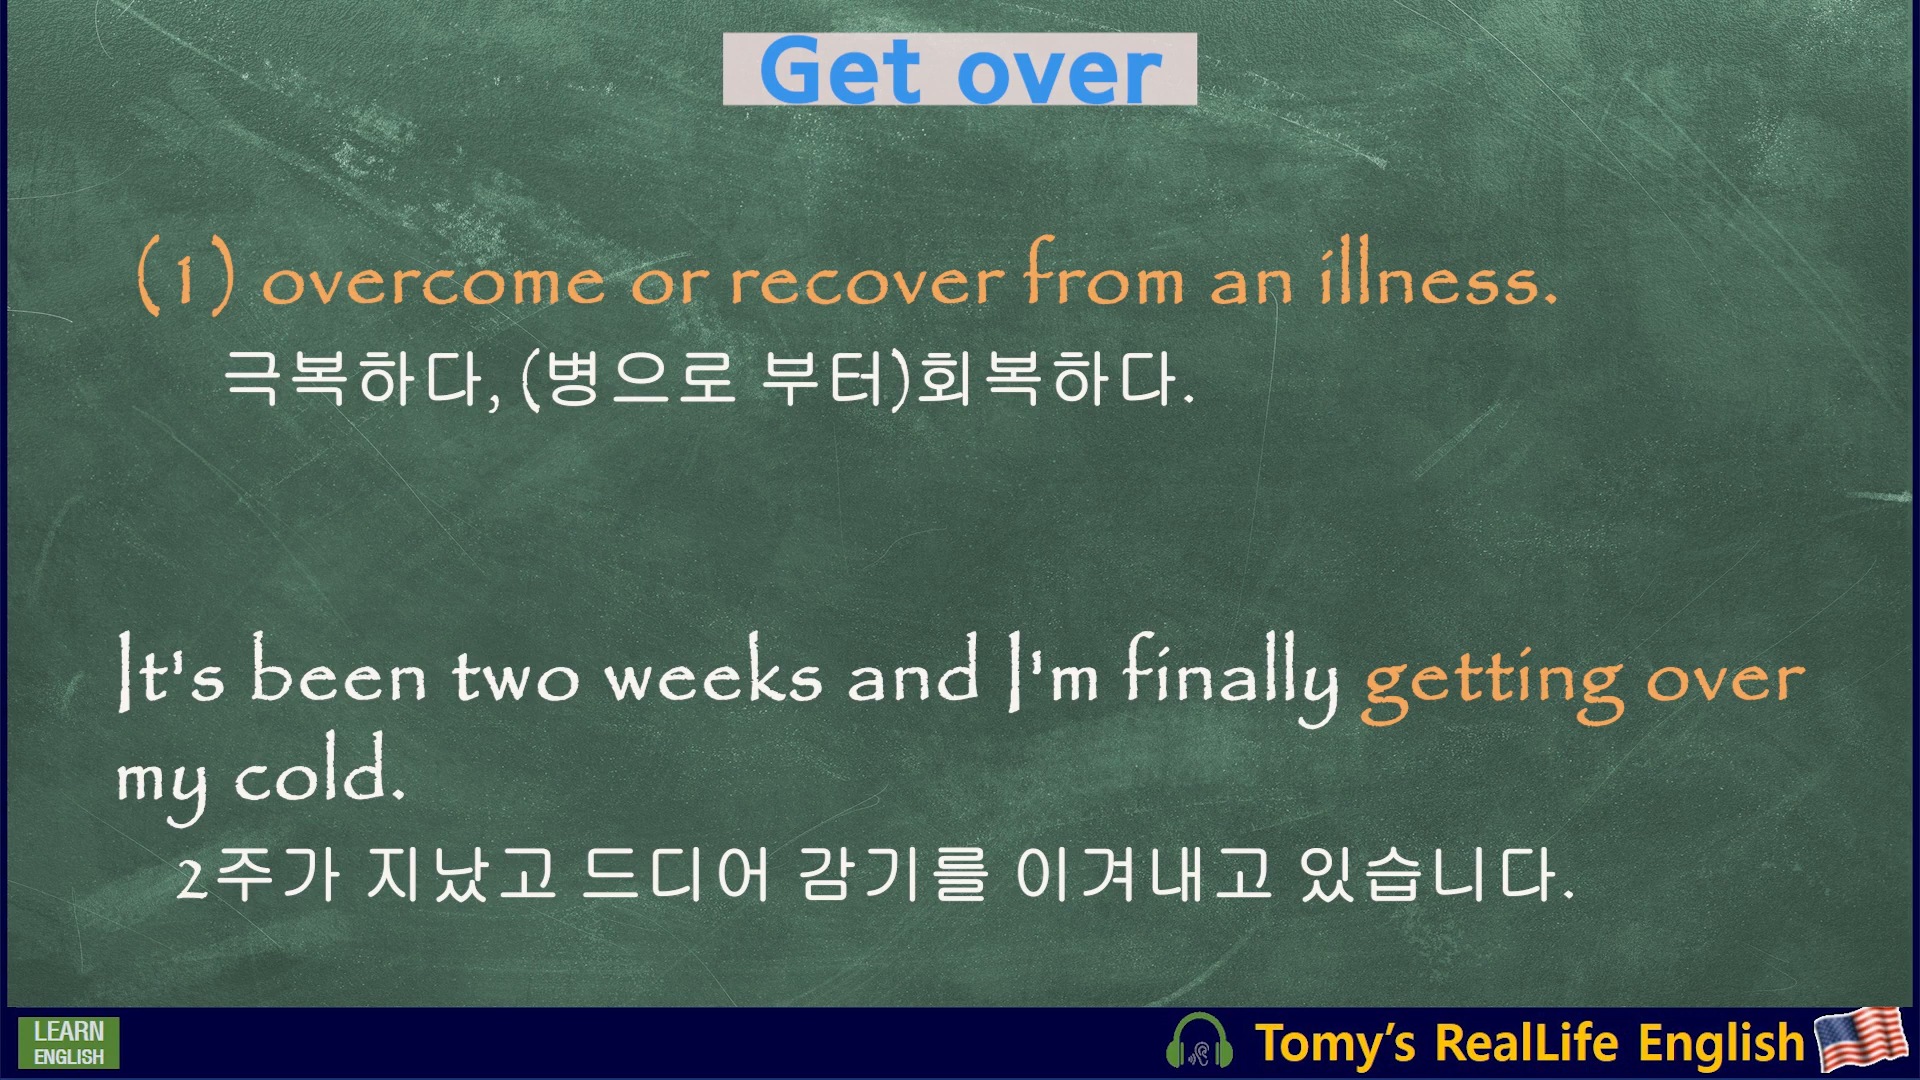 Get over
(1) overcome or recover from an illness.
극복하다, (병으로 부터)회복하다.
It's been two weeks and I'm finally getting over
my cold.
2주가 지났고 드디어 감기를 이겨내고 있습니다.
LEARN
ENGLISH
Tomy’s RealLife English